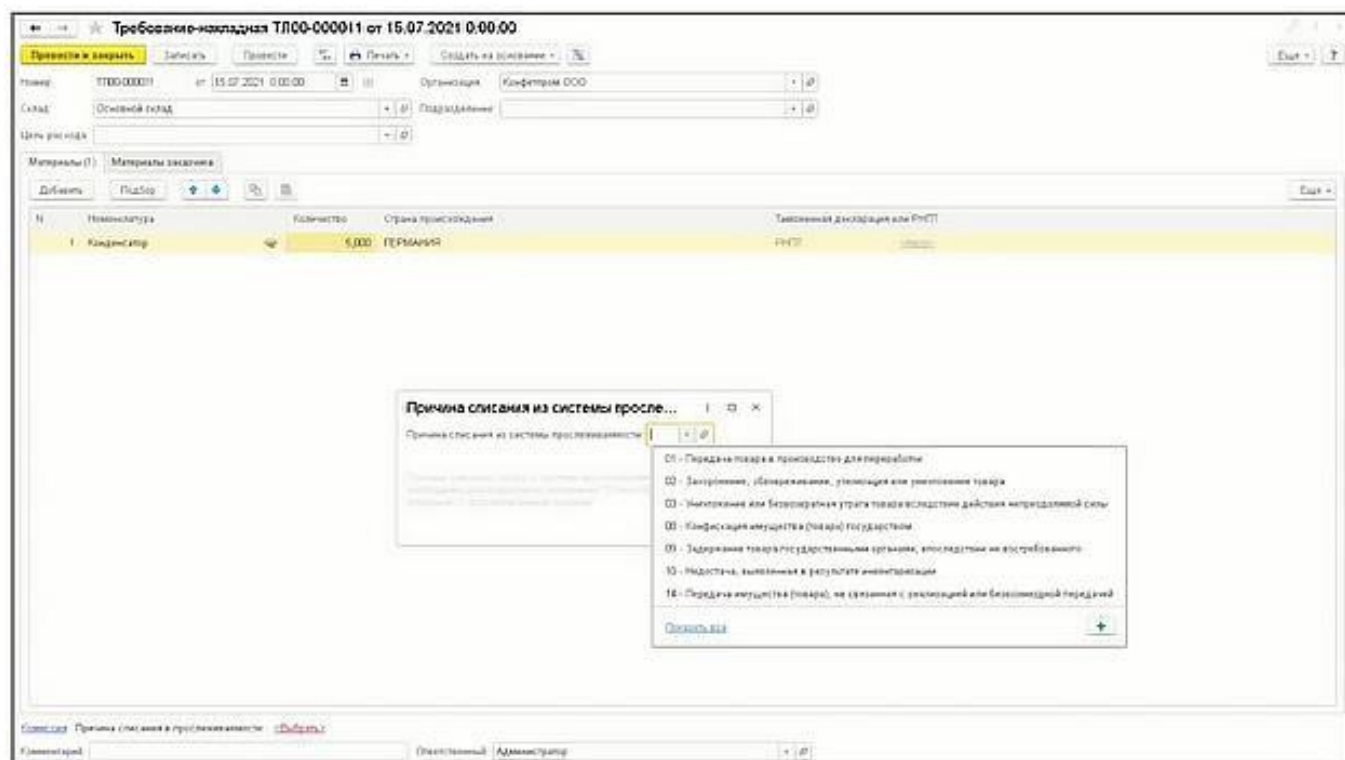 Требование-накладная ТЛ00-000011 от 15.07.2021 0:00:00
Провести и закрыть Записать Провести Печать Создать на основании Еще ?
Номер: ТЛ00-000011 от: 15.07.2021 0:00:00 Организация: Конфетпром ООО
Склад: Основной склад Подразделение:
Цель расхода:
Материалы (1) Материалы заказчика
Добавить Подбор Еще
N Номенклатура Количество Страна происхождения Таможенная декларация или РНПТ
1 Конденсатор 5,000 ГЕРМАНИЯ РНПТ
Причина списания из системы просле...
Причина списания из системы прослеживаемости:
01 - Передача товара в производство для переработки
02 - Захоронение, обезвреживание, утилизация или уничтожение товара
03 - Уничтожение или безвозвратная утрата товара вследствие действия непреодолимой силы
08 - Конфискация имущества (товара) государством
09 - Задержание товара государственными органами, впоследствии не востребованного
10 - Недостача, выявленная в результате инвентаризации
14 - Передача имущества (товара), не связанная с реализацией или безвозмездной передачей
Показать все
Комиссия Причина списания в прослеживаемости: <Выбрать>
Комментарий: Ответственный: Администратор